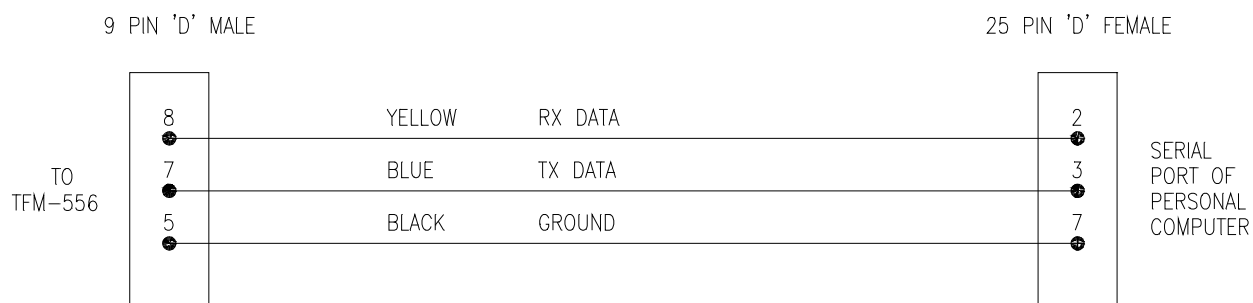 9 PIN 'D' MALE
25 PIN 'D' FEMALE
8 YELLOW RX DATA 2
7 BLUE TX DATA 3
5 BLACK GROUND 7
TO
TFM-556
SERIAL
PORT OF
PERSONAL
COMPUTER